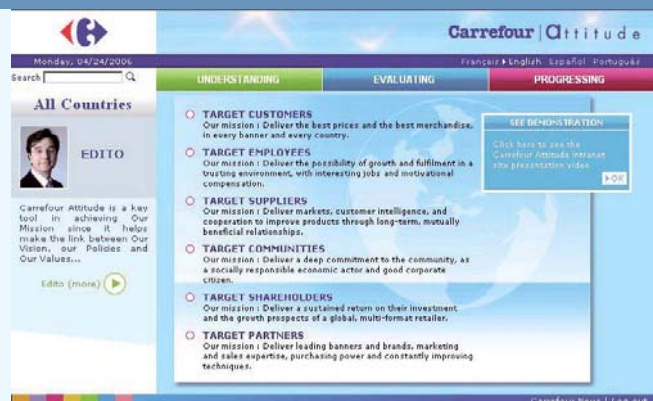 Carrefour | Attitude
Monday, 04/24/2006
Français English Español Português
Search
UNDERSTANDING
EVALUATING
PROGRESSING
All Countries
EDITO
Carrefour Attitude is a key
tool in achieving Our
Mission since it helps
make the link between Our
Vision, our Policies and
Our Values...
Edito (more)
TARGET CUSTOMERS
Our mission : Deliver the best prices and the best merchandise,
in every banner and every country.
TARGET EMPLOYEES
Our mission : Deliver the possibility of growth and fulfilment in a
trusting environment, with interesting jobs and motivational
compensation.
TARGET SUPPLIERS
Our mission : Deliver markets, customer intelligence, and
cooperation to improve products through long-term, mutually
beneficial relationships.
TARGET COMMUNITIES
Our mission : Deliver a deep commitment to the community, as
a socially responsible economic actor and good corporate
citizen.
TARGET SHAREHOLDERS
Our mission : Deliver a sustained return on their investment
and the growth prospects of a global, multi-format retailer.
TARGET PARTNERS
Our mission : Deliver leading banners and brands, marketing
and sales expertise, purchasing power and constantly improving
techniques.
SEE DEMONSTRATION
Click here to see the
Carrefour Attitude intranet
site presentation video
OK
Carrefour News | Log out